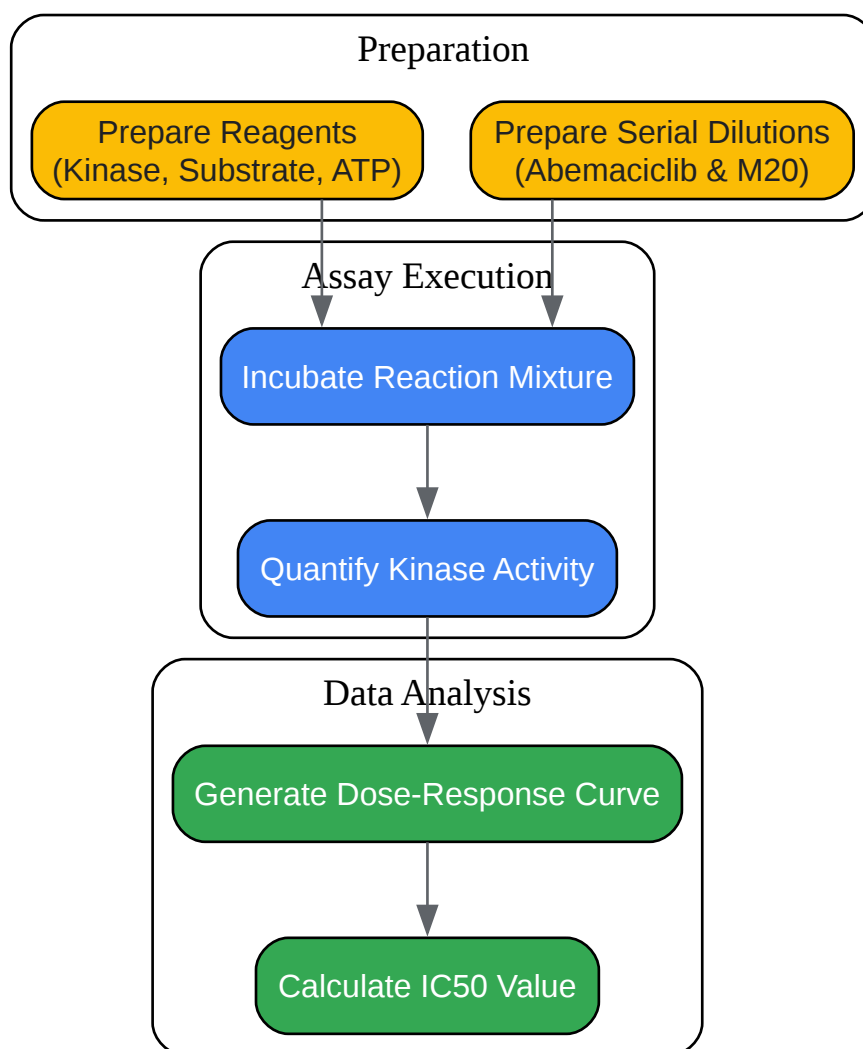 Preparation
Prepare Reagents
(Kinase, Substrate, ATP)
Prepare Serial Dilutions
(Abemaciclib & M20)
Assay Execution
Incubate Reaction Mixture
Quantify Kinase Activity
Data Analysis
Generate Dose-Response Curve
Calculate IC50 Value